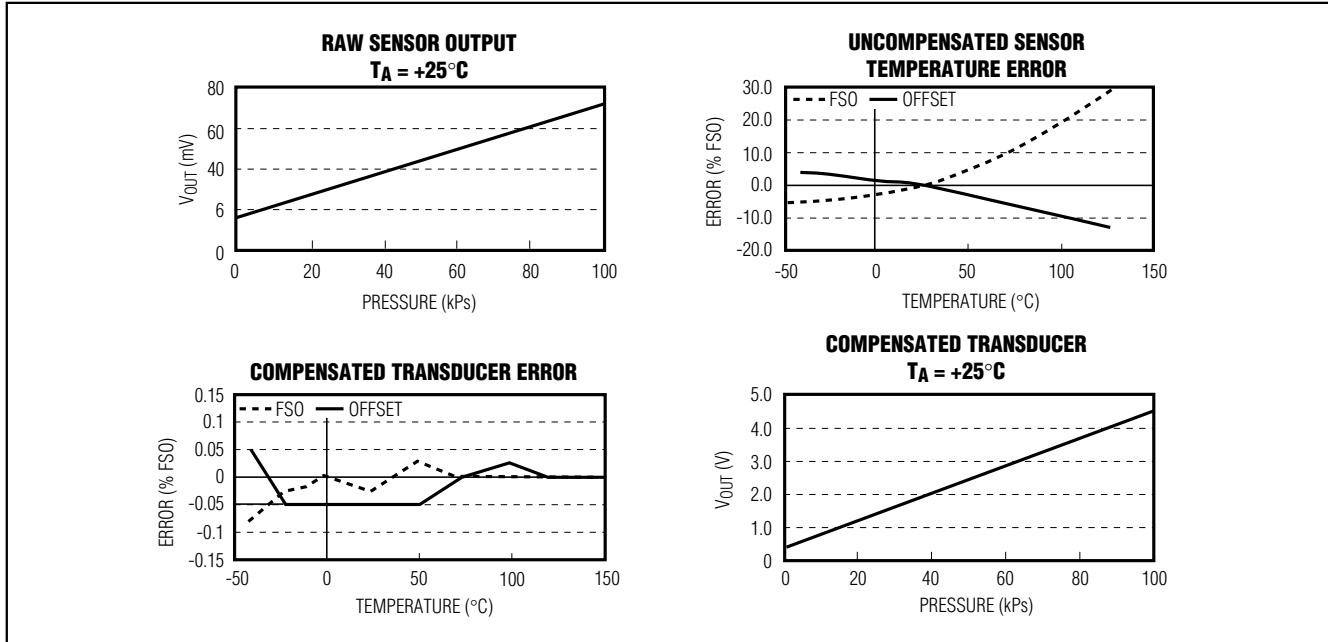 RAW SENSOR OUTPUT
TA = +25°C
80
60
40
6
0
VOUT (mV)
0 20 40 60 80 100
PRESSURE (kPs)
UNCOMPENSATED SENSOR
TEMPERATURE ERROR
30.0
20.0
10.0
0.0
-10.0
-20.0
ERROR (% FSO)
FSO OFFSET
-50 0 50 100 150
TEMPERATURE (°C)
COMPENSATED TRANSDUCER ERROR
0.15
0.1
0.05
0
-0.05
-0.1
-0.15
ERROR (% FSO)
FSO OFFSET
-50 0 50 100 150
TEMPERATURE (°C)
COMPENSATED TRANSDUCER
TA = +25°C
5.0
4.0
3.0
2.0
1.0
0
VOUT (V)
0 20 40 60 80 100
PRESSURE (kPs)